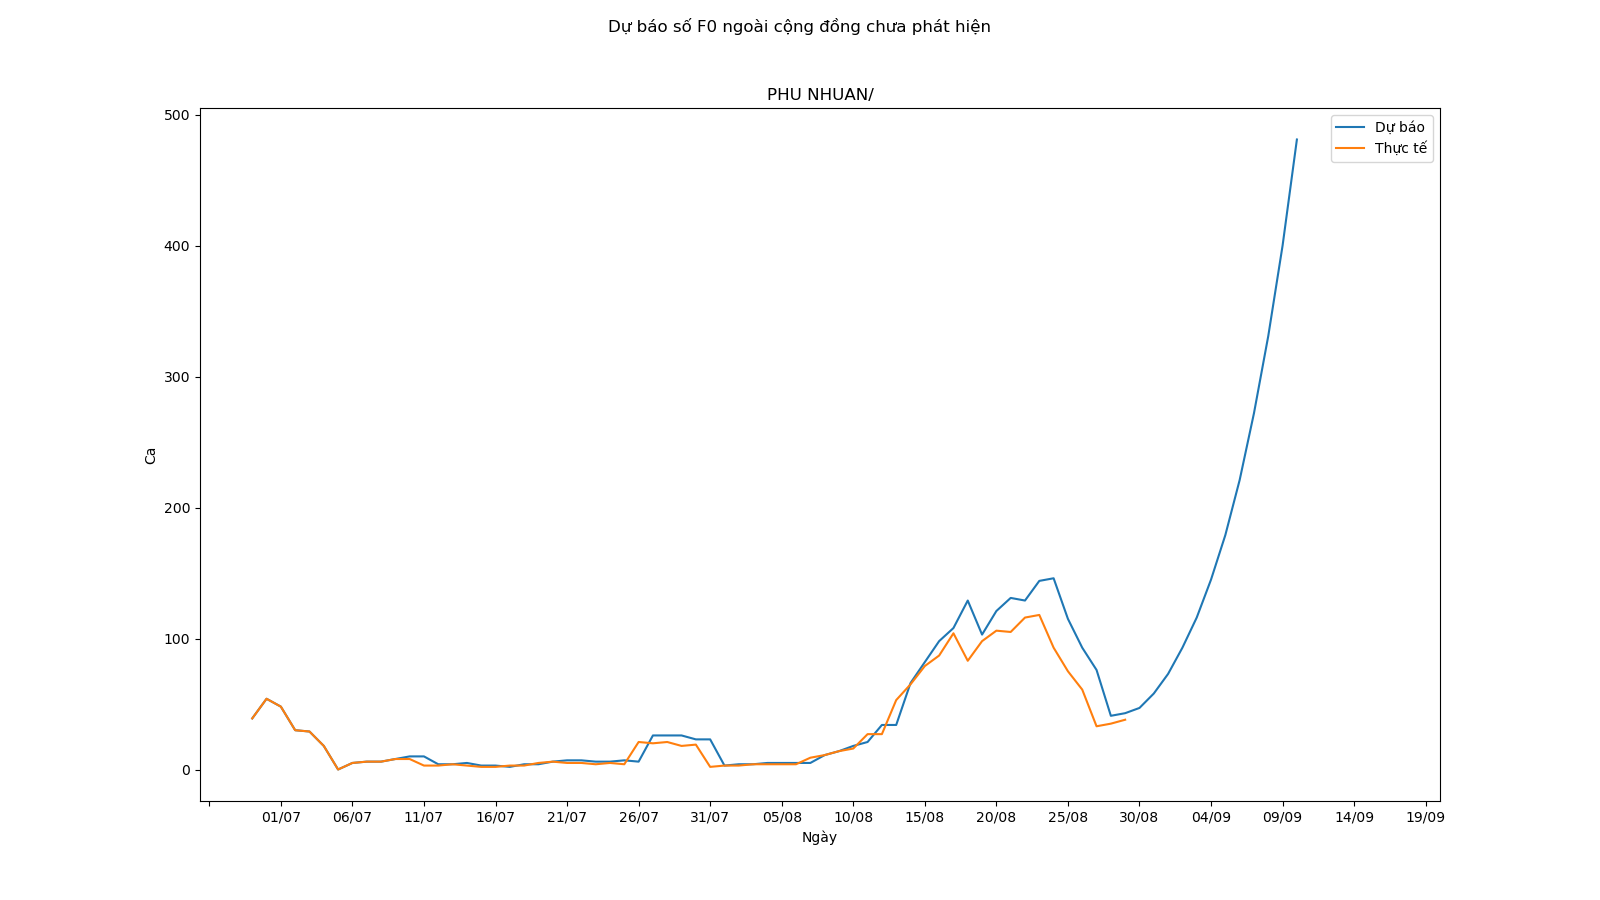 Dự báo số F0 ngoài cộng đồng chưa phát hiện
PHU NHUAN/
Dự báo
Thực tế
500
400
300
200
100
0
Ca
01/07 06/07 11/07 16/07 21/07 26/07 31/07 05/08 10/08 15/08 20/08 25/08 30/08 04/09 09/09 14/09 19/09
Ngày